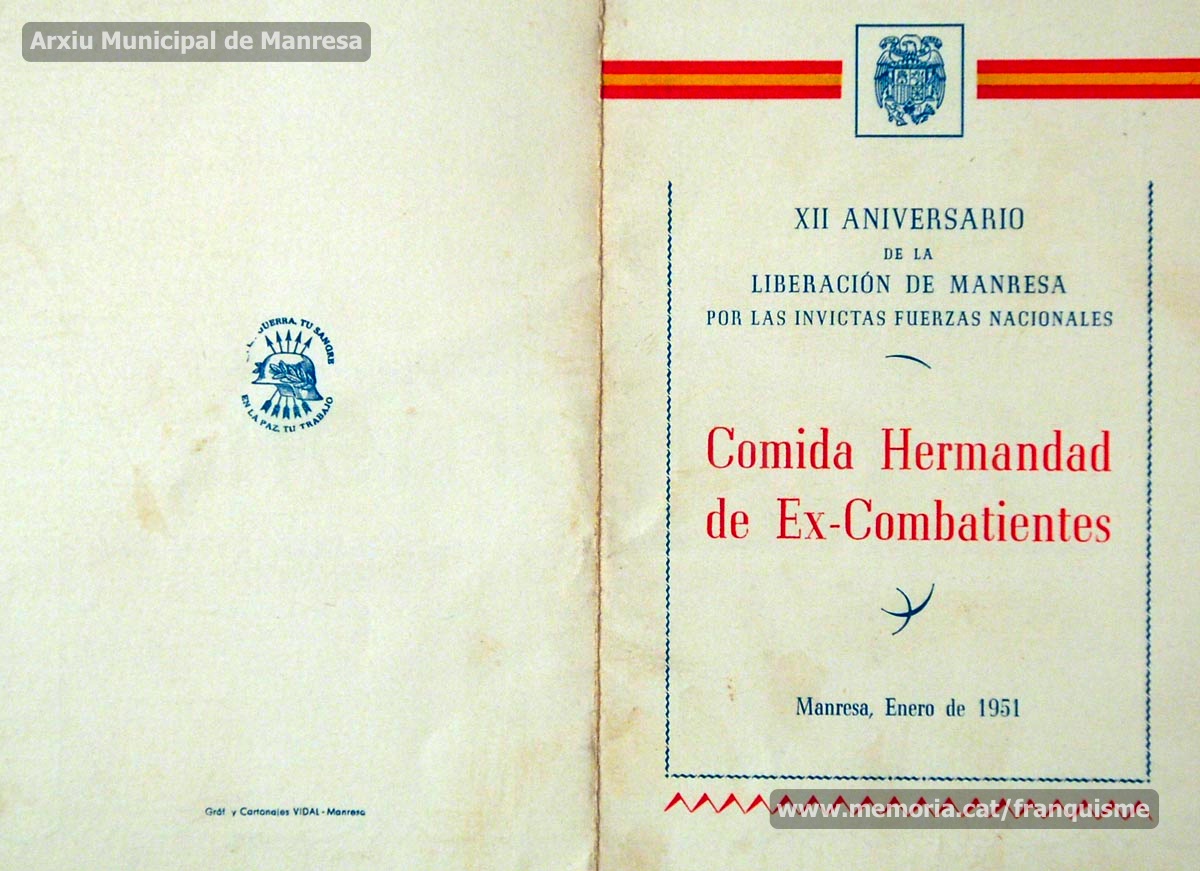 Arxiu Municipal de Manresa
GUERRA, TU SANGRE
EN LA PAZ, TU TRABAJO
Gráf y Cartonajes VIDAL - Manresa
XII ANIVERSARIO
DE LA
LIBERACIÓN DE MANRESA
POR LAS INVICTAS FUERZAS NACIONALES
Comida Hermandad
de Ex-Combatientes
Manresa, Enero de 1951
www.memoria.cat/franquisme